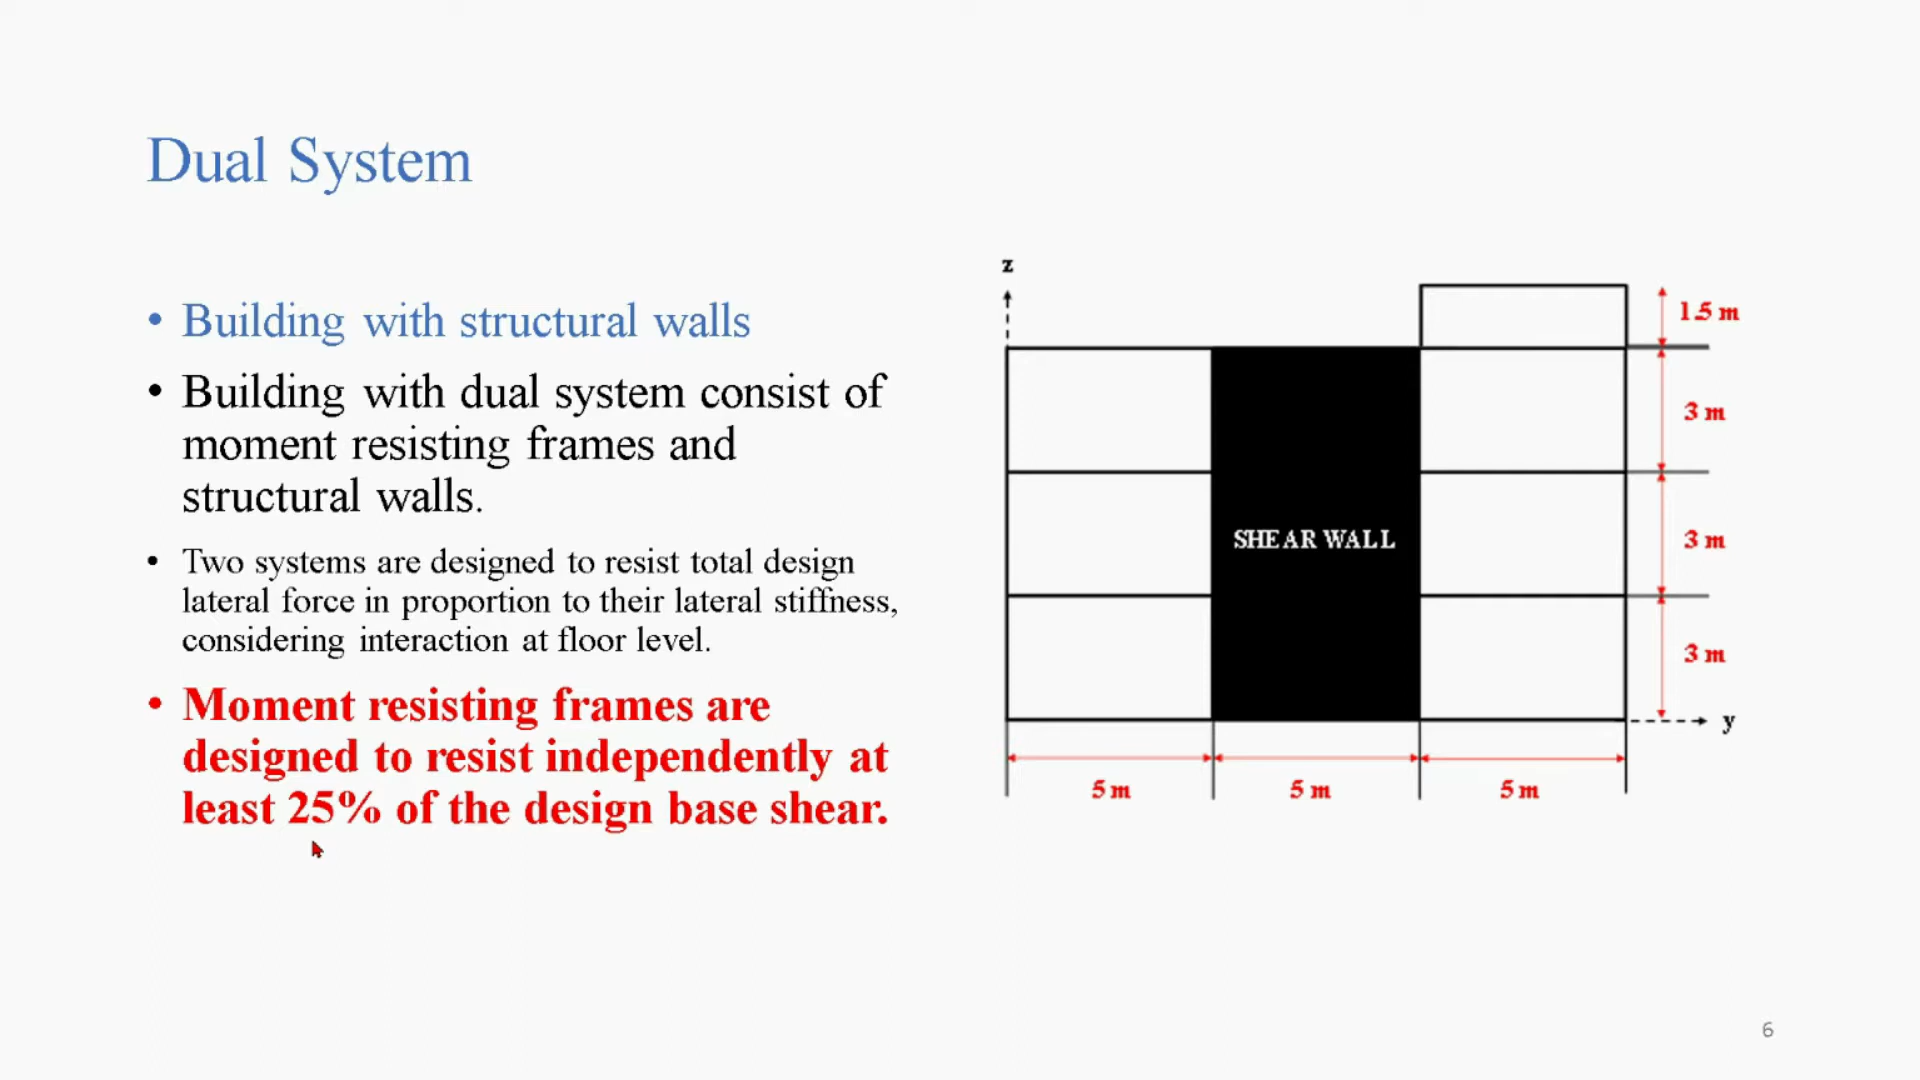 Dual System
• Building with structural walls
• Building with dual system consist of
moment resisting frames and
structural walls.
• Two systems are designed to resist total design
lateral force in proportion to their lateral stiffness,
considering interaction at floor level.
• Moment resisting frames are
designed to resist independently at
least 25% of the design base shear.
z
1.5 m
3 m
SHEAR WALL
3 m
3 m
y
5 m
5 m
5 m
6